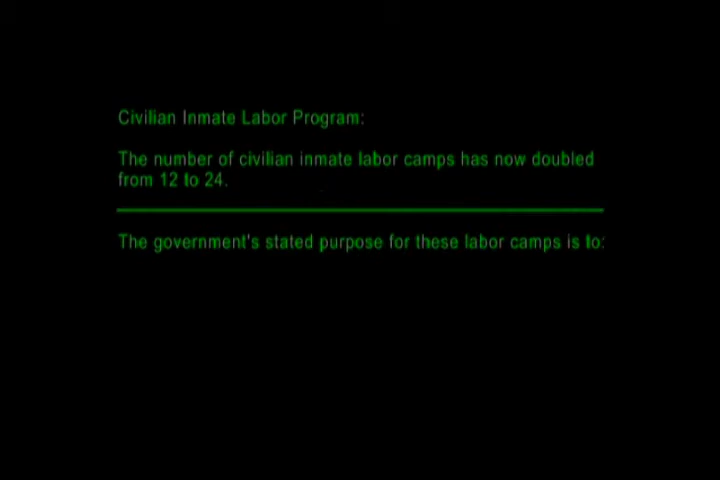 Civilian Inmate Labor Program:
The number of civilian inmate labor camps has now doubled
from 12 to 24.
The government's stated purpose for these labor camps is to: